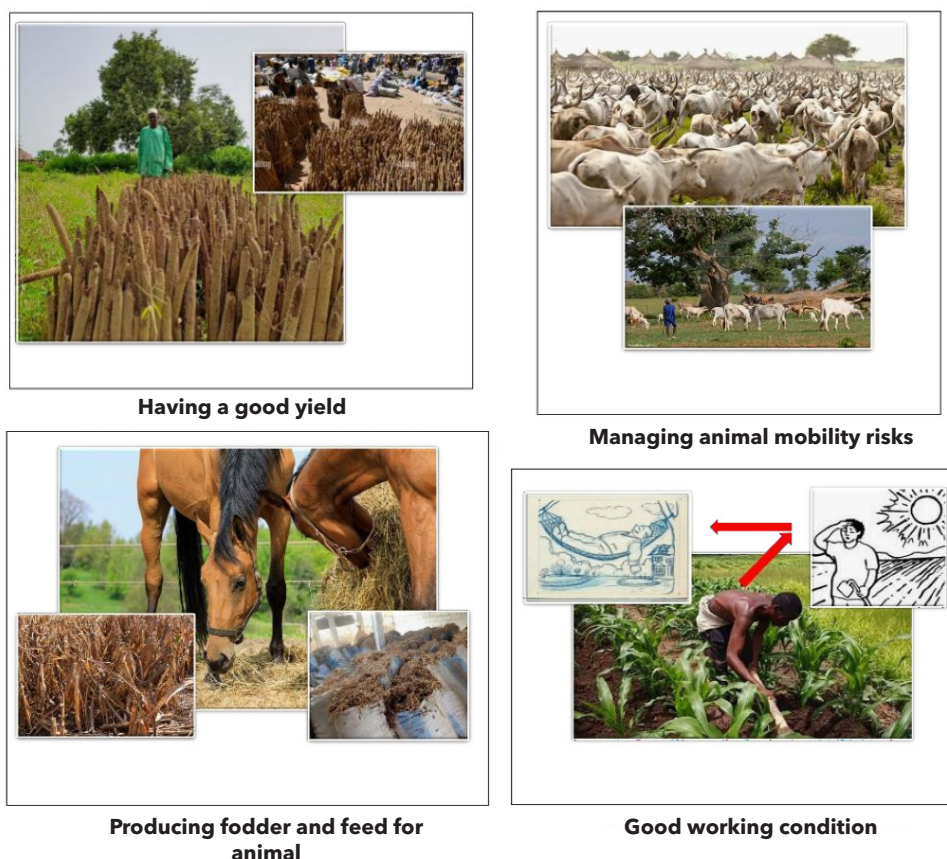 Having a good yield
Managing animal mobility risks
Producing fodder and feed for
animal
Good working condition